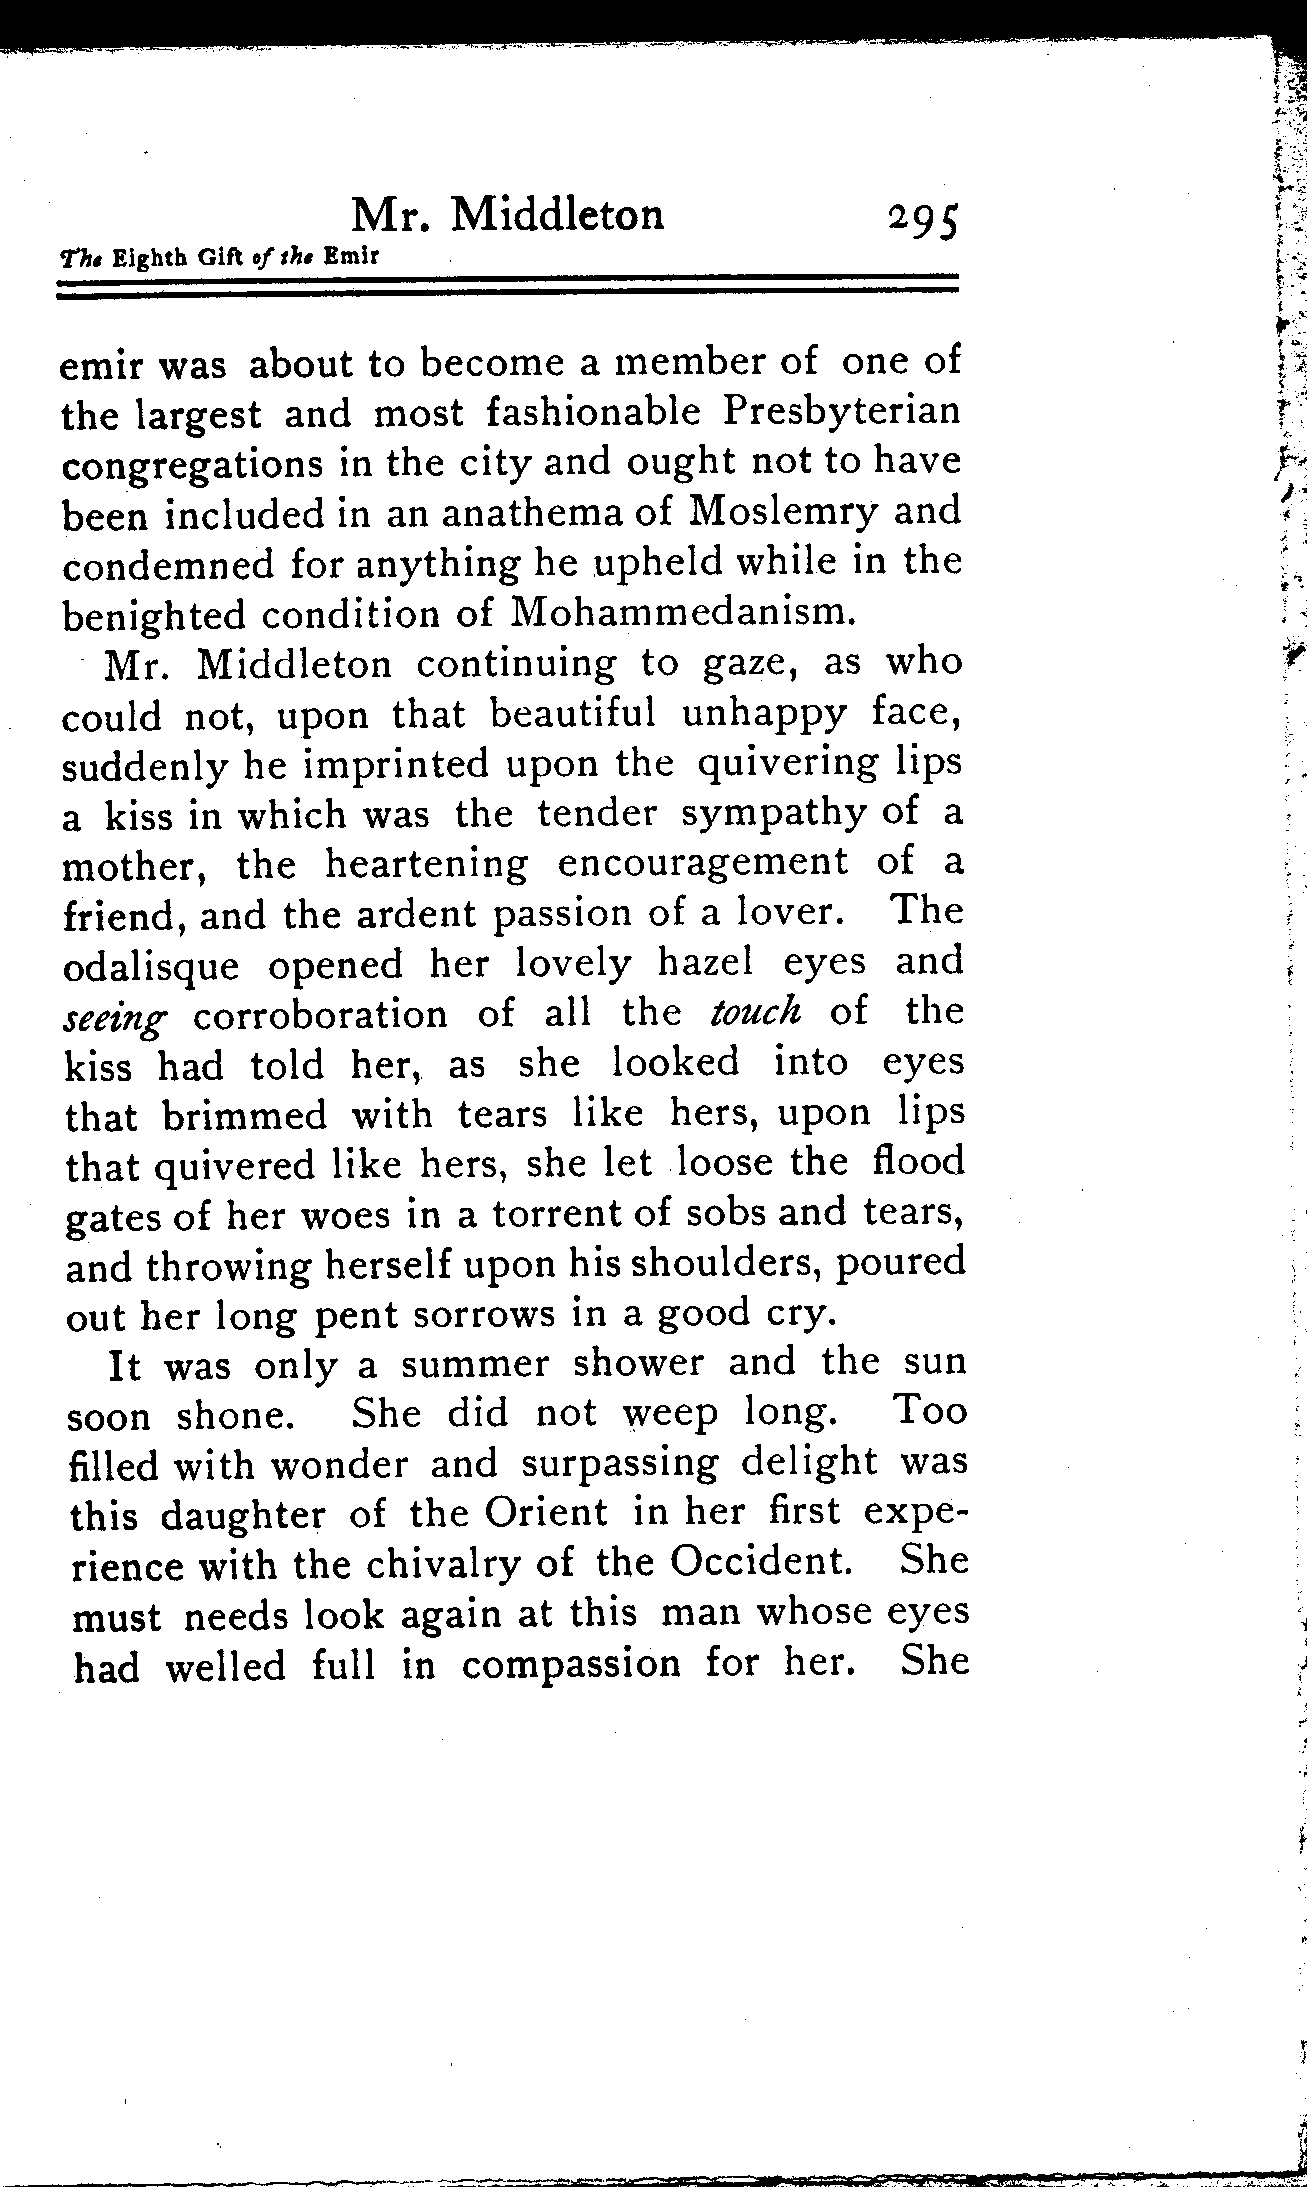 Mr. Middleton 295
The Eighth Gift of the Emir
emir was about to become a member of one of
the largest and most fashionable Presbyterian
congregations in the city and ought not to have
been included in an anathema of Moslemry and
condemned for anything he upheld while in the
benighted condition of Mohammedanism.
Mr. Middleton continuing to gaze, as who
could not, upon that beautiful unhappy face,
suddenly he imprinted upon the quivering lips
a kiss in which was the tender sympathy of a
mother, the heartening encouragement of a
friend, and the ardent passion of a lover. The
odalisque opened her lovely hazel eyes and
seeing corroboration of all the touch of the
kiss had told her, as she looked into eyes
that brimmed with tears like hers, upon lips
that quivered like hers, she let loose the flood
gates of her woes in a torrent of sobs and tears,
and throwing herself upon his shoulders, poured
out her long pent sorrows in a good cry.
It was only a summer shower and the sun
soon shone. She did not weep long. Too
filled with wonder and surpassing delight was
this daughter of the Orient in her first expe-
rience with the chivalry of the Occident. She
must needs look again at this man whose eyes
had welled full in compassion for her. She